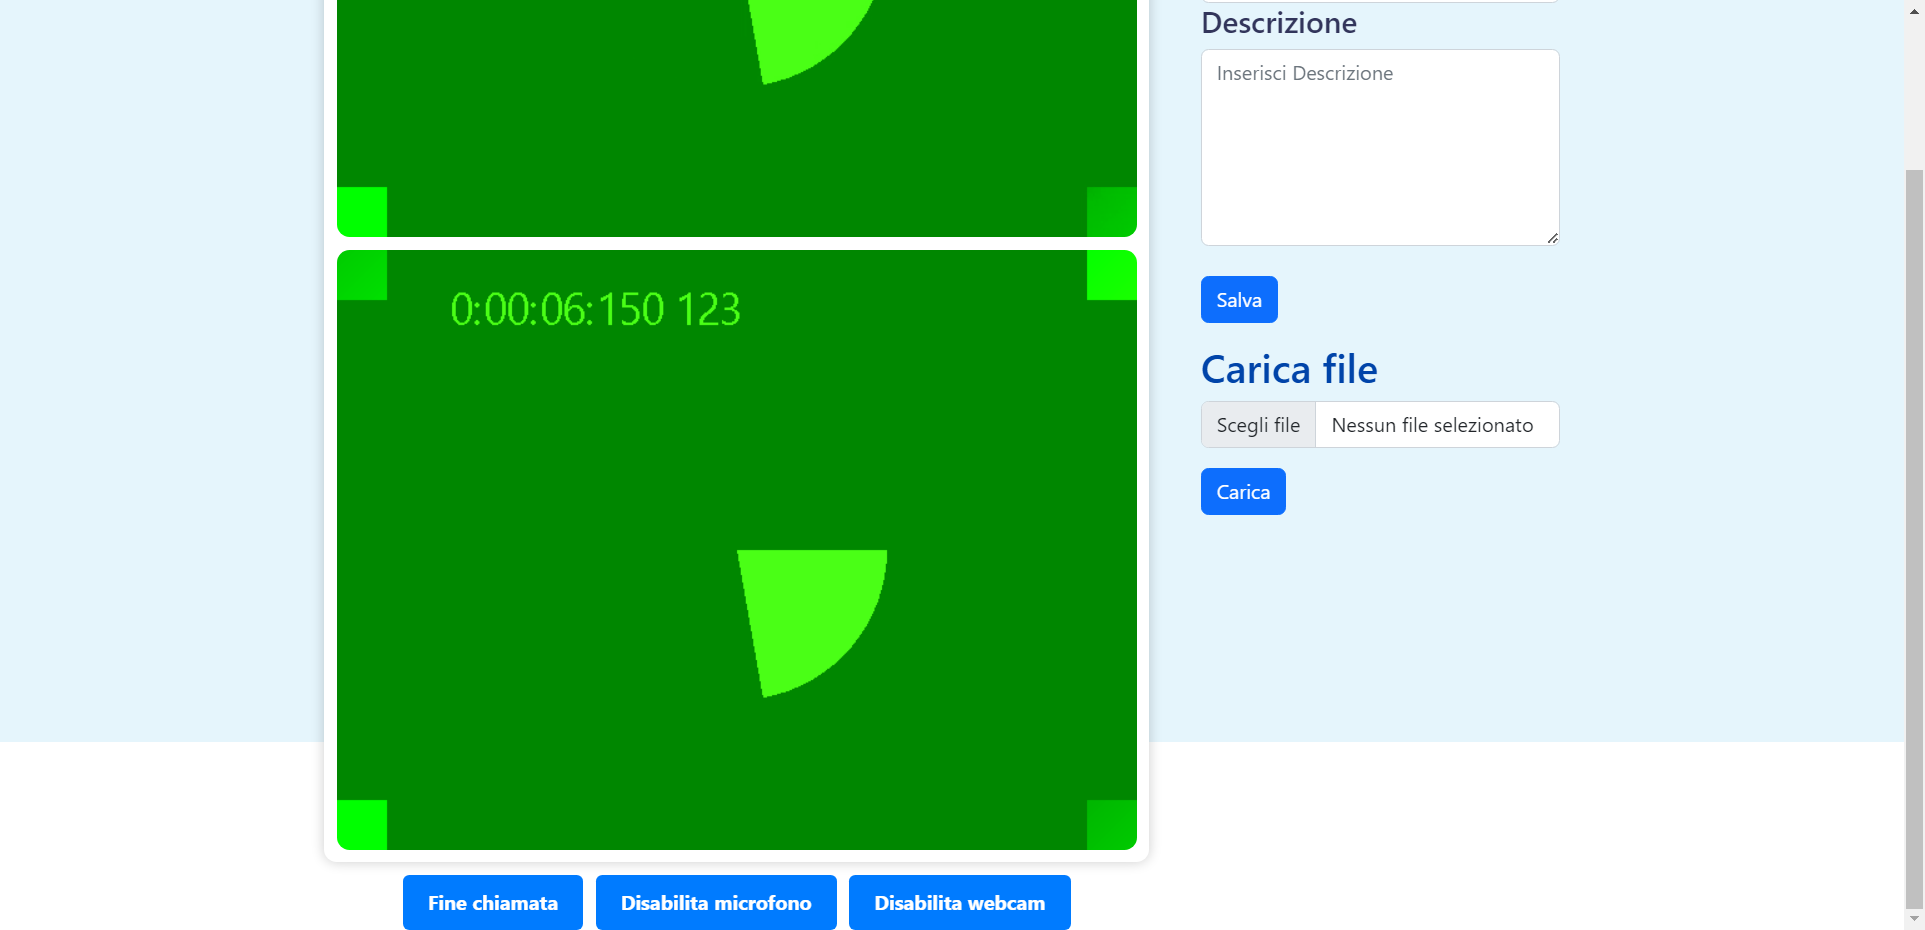 Descrizione
Inserisci Descrizione
Salva
Carica file
Scegli file Nessun file selezionato
Carica
0:00:06:150 123
Fine chiamata
Disabilita microfono
Disabilita webcam